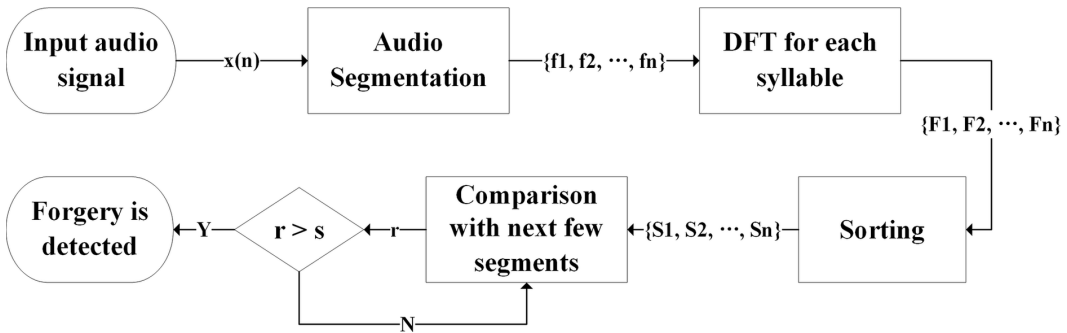 Input audio
signal
x(n)
Audio
Segmentation
{f1, f2, ⋯, fn}
DFT for each
syllable
{F1, F2, ⋯, Fn}
Sorting
{S1, S2, ⋯, Sn}
Comparison
with next few
segments
r
r > s
Y
Forgery is
detected
N